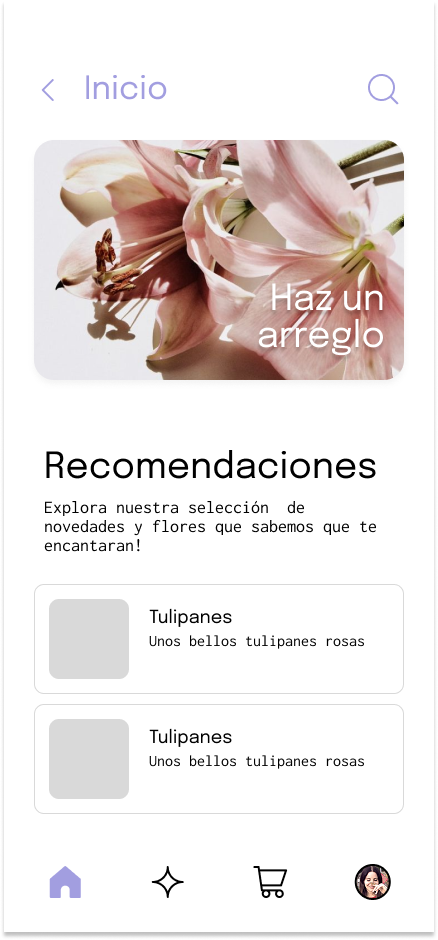 Inicio
Haz un
arreglo
Recomendaciones
Explora nuestra selección  de
novedades y flores que sabemos que te
encantaran!
Tulipanes
Unos bellos tulipanes rosas
Tulipanes
Unos bellos tulipanes rosas